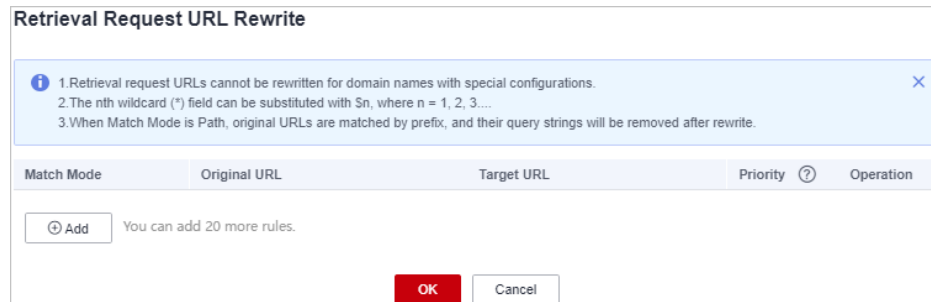 Retrieval Request URL Rewrite
1.Retrieval request URLs cannot be rewritten for domain names with special configurations.
2.The nth wildcard (*) field can be substituted with $n, where n = 1, 2, 3....
3.When Match Mode is Path, original URLs are matched by prefix, and their query strings will be removed after rewrite.
Match Mode Original URL Target URL Priority ? Operation
Add You can add 20 more rules.
OK Cancel